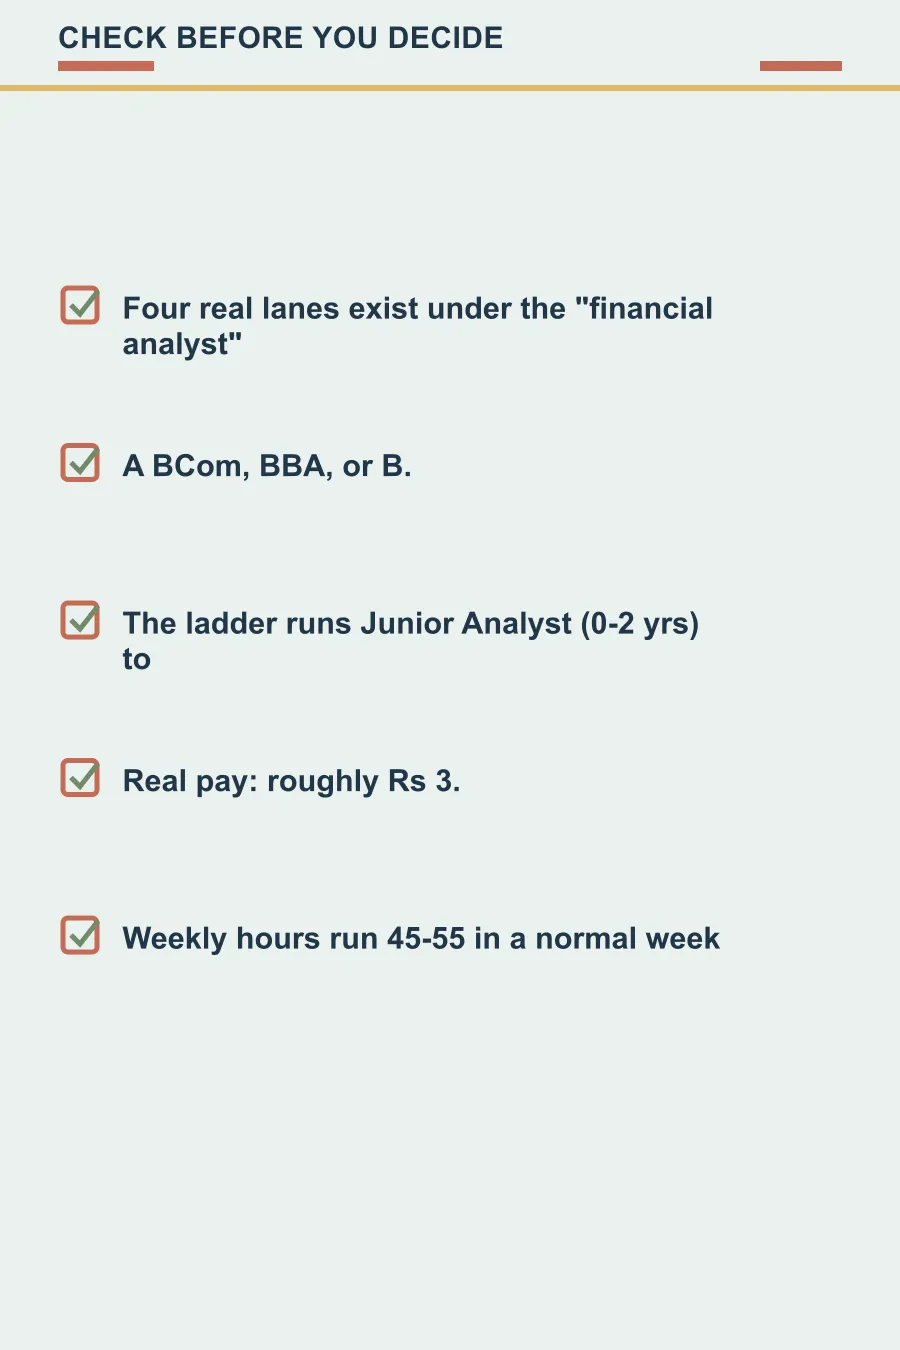 CHECK BEFORE YOU DECIDE
Four real lanes exist under the "financial
analyst"
A BCom, BBA, or B.
The ladder runs Junior Analyst (0-2 yrs)
to
Real pay: roughly Rs 3.
Weekly hours run 45-55 in a normal week